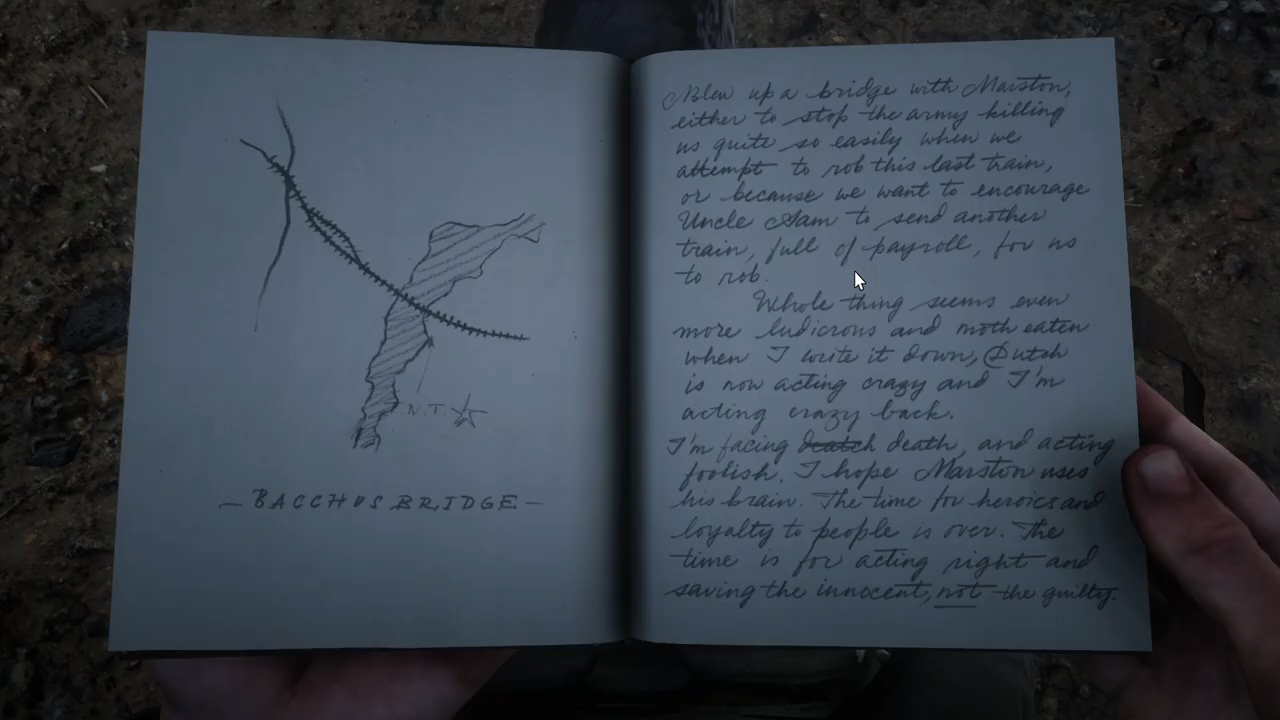 N.T.
— BACCHUS BRIDGE —
Blew up a bridge with Marston,
either to stop the army killing
us quite so easily when we
attempt to rob this last train,
or because we want to encourage
Uncle Sam to send another
train, full of payroll, for us
to rob.
Whole thing seems even
more ludicrous and moth eaten
when I write it down, Dutch
is now acting crazy and I'm
acting crazy back.
I'm facing death, and acting
foolish. I hope Marston uses
his brain. The time for heroics and
loyalty to people is over. The
time is for acting right and
saving the innocent, not the guilty.